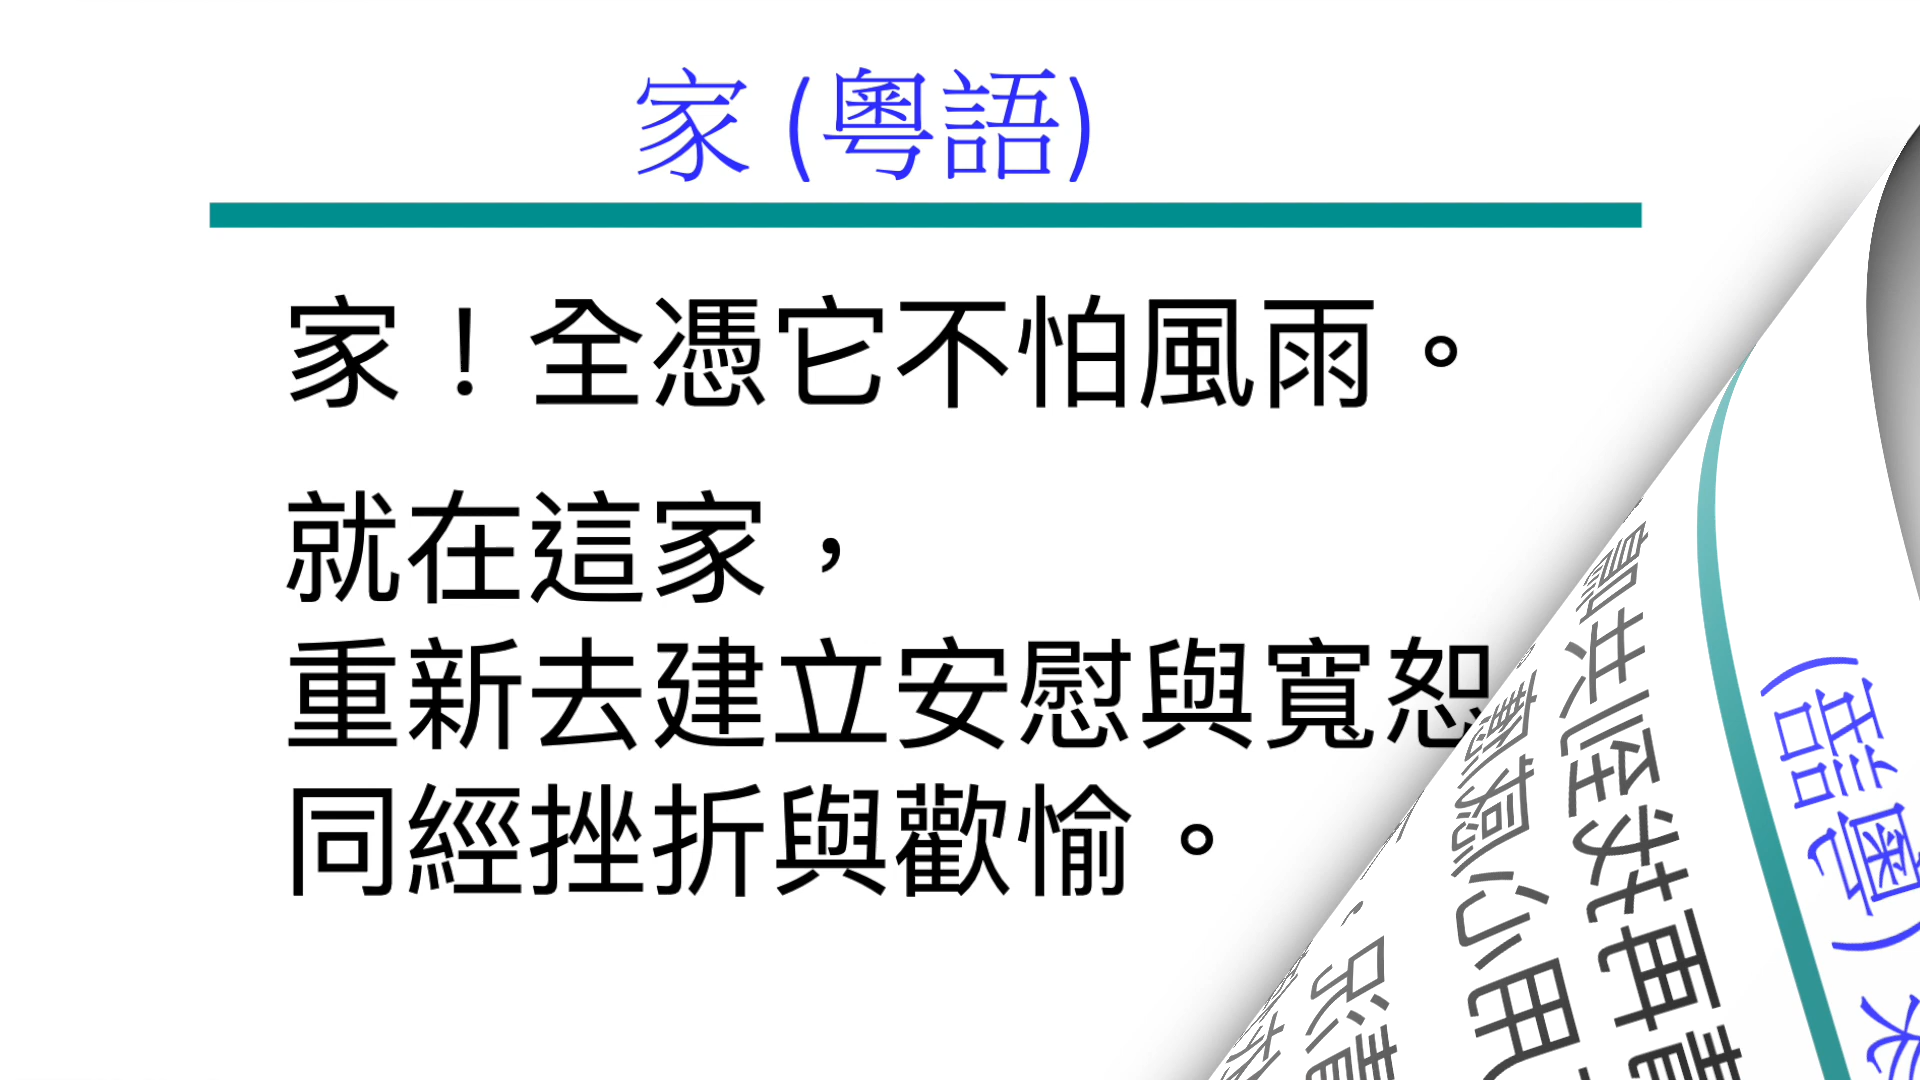 家 (粵語)
家！全憑它不怕風雨。
就在這家，
重新去建立安慰與寬恕
同經挫折與歡愉。